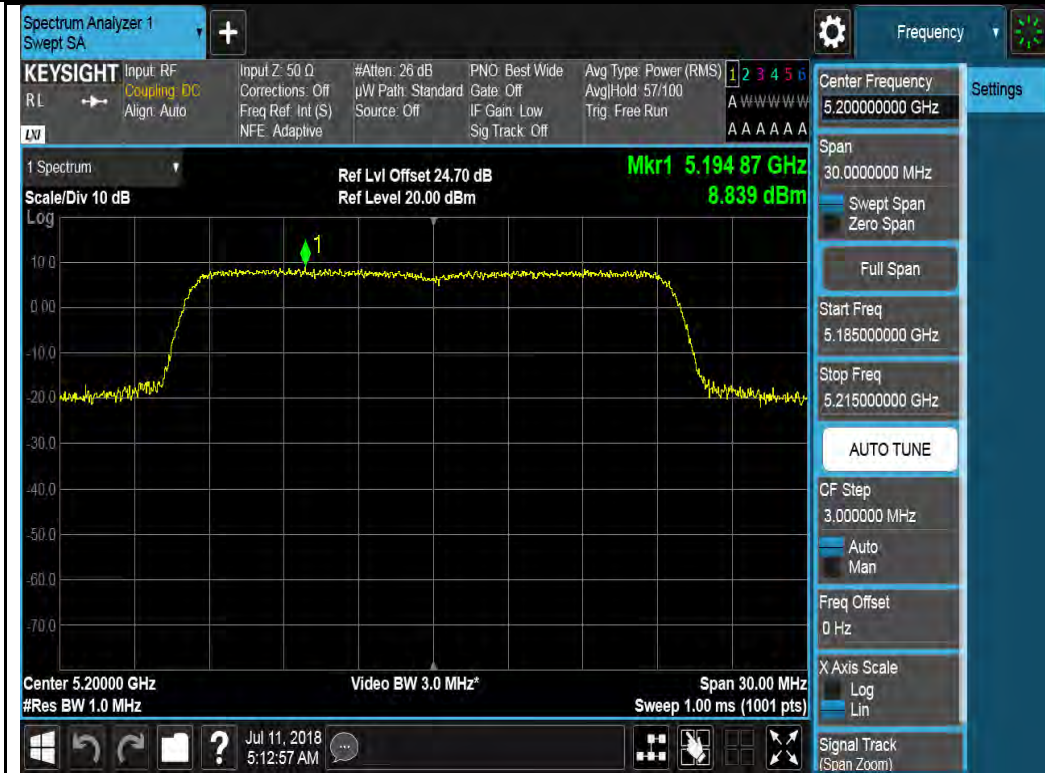 Spectrum Analyzer 1
Swept SA
+
Frequency
KEYSIGHT
RL
LXI
Input: RF
Coupling: DC
Align: Auto
Input Z: 50 Ω
Corrections: Off
Freq Ref: Int (S)
NFE: Adaptive
#Atten: 26 dB
µW Path: Standard
Source: Off
PNO: Best Wide
Gate: Off
IF Gain: Low
Sig Track: Off
Avg Type: Power (RMS)
Avg|Hold: 57/100
Trig: Free Run
1 2 3 4 5 6
A W W W W W
A A A A A A
1 Spectrum
Scale/Div 10 dB
Ref Lvl Offset 24.70 dB
Ref Level 20.00 dBm
Mkr1 5.194 87 GHz
8.839 dBm
Log
1
10.0
0.00
-10.0
-20.0
-30.0
-40.0
-50.0
-60.0
-70.0
Center 5.20000 GHz
#Res BW 1.0 MHz
Video BW 3.0 MHz*
Span 30.00 MHz
Sweep 1.00 ms (1001 pts)
?
Jul 11, 2018
5:12:57 AM
Center Frequency
5.200000000 GHz
Settings
Span
30.0000000 MHz
Swept Span
Zero Span
Full Span
Start Freq
5.185000000 GHz
Stop Freq
5.215000000 GHz
AUTO TUNE
CF Step
3.000000 MHz
Auto
Man
Freq Offset
0 Hz
X Axis Scale
Log
Lin
Signal Track
(Span Zoom)